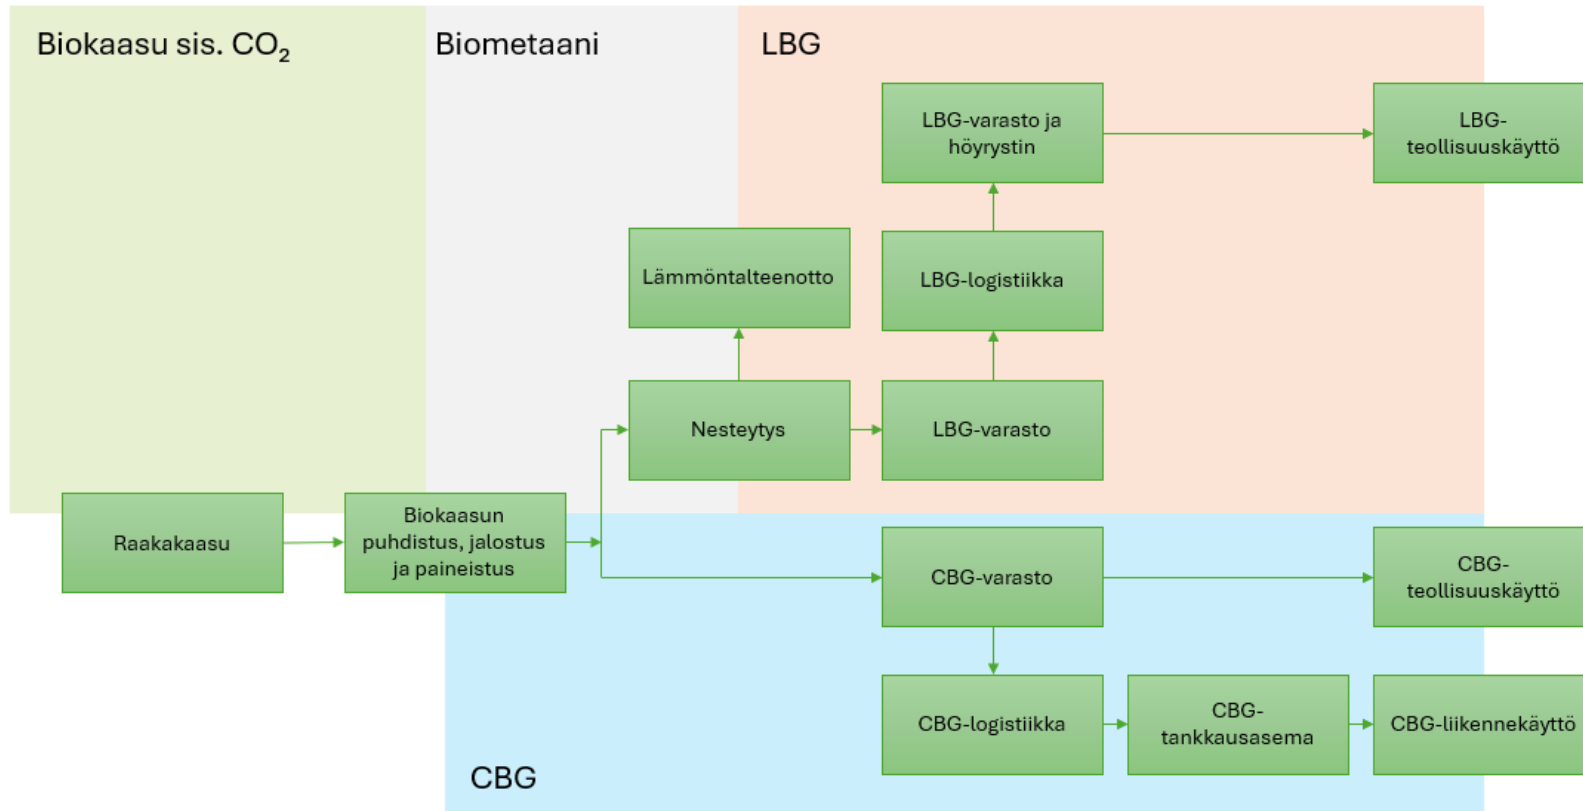 Biokaasu sis. CO₂
Biometaani
LBG
LBG-varasto ja
höyrystin
LBG-
teollisuuskäyttö
Lämmöntalteenotto
LBG-logistiikka
Nesteytys
LBG-varasto
Raakakaasu
Biokaasun
puhdistus, jalostus
ja paineistus
CBG-varasto
CBG-
teollisuuskäyttö
CBG-logistiikka
CBG-
tankkausasema
CBG-liikennekäyttö
CBG